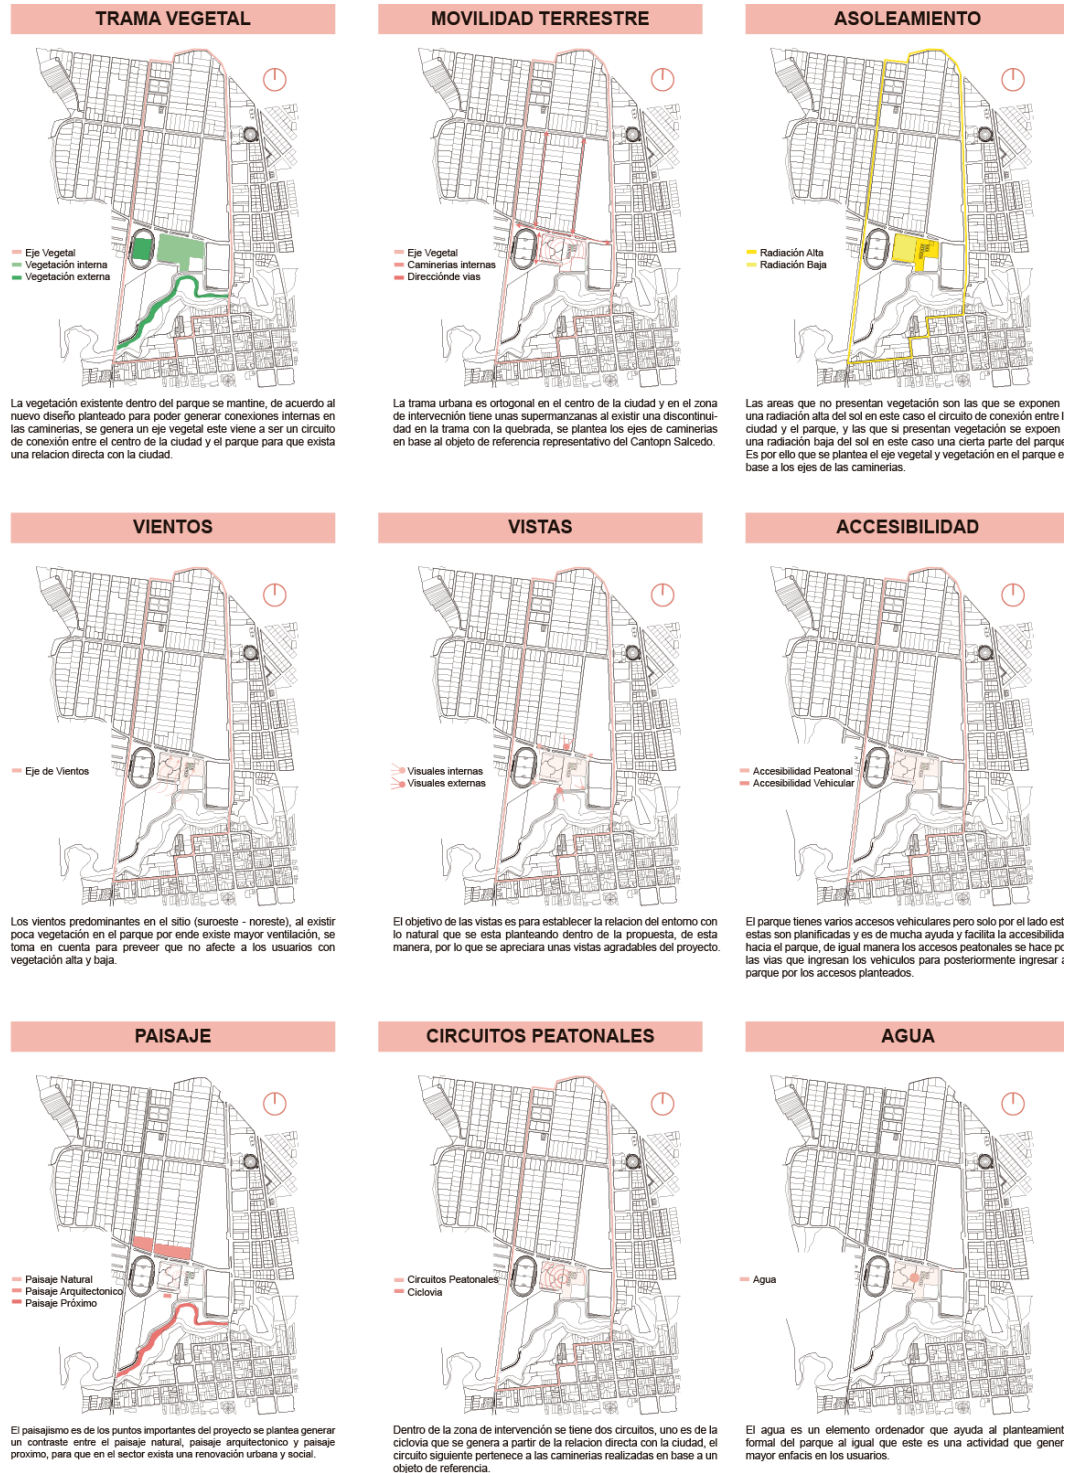 TRAMA VEGETAL
Eje Vegetal
Vegetación interna
Vegetación externa
La vegetación existente dentro del parque se mantine, de acuerdo al
nuevo diseño planteado para poder generar conexiones internas en
las caminerias, se genera un eje vegetal este viene a ser un circuito
de conexión entre el centro de la ciudad y el parque para que exista
una relacion directa con la ciudad.
MOVILIDAD TERRESTRE
Eje Vegetal
Caminerias internas
Direcciónde vias
La trama urbana es ortogonal en el centro de la ciudad y en el zona
de intervecnión tiene unas supermanzanas al existir una discontinui-
dad en la trama con la quebrada, se plantea los ejes de caminerias
en base al objeto de referencia representativo del Cantopn Salcedo.
ASOLEAMIENTO
Radiación Alta
Radiación Baja
Las areas que no presentan vegetación son las que se exponen
una radiación alta del sol en este caso el circuito de conexión entre l
ciudad y el parque, y las que si presentan vegetación se expoen
una radiación baja del sol en este caso una cierta parte del parque
Es por ello que se plantea el eje vegetal y vegetación en el parque e
base a los ejes de las caminerias.
VIENTOS
Eje de Vientos
Los vientos predominantes en el sitio (suroeste - noreste), al existir
poca vegetación en el parque por ende existe mayor ventilación, se
toma en cuenta para preveer que no afecte a los usuarios con
vegetación alta y baja.
VISTAS
Visuales internas
Visuales externas
El objetivo de las vistas es para establecer la relacion del entorno con
lo natural que se esta planteando dentro de la propuesta, de esta
manera, por lo que se apreciara unas vistas agradables del proyecto.
ACCESIBILIDAD
Accesibilidad Peatonal
Accesibilidad Vehicular
El parque tienes varios accesos vehiculares pero solo por el lado est
estas son planificadas y es de mucha ayuda y facilita la accesibilida
hacia el parque, de igual manera los accesos peatonales se hace po
las vias que ingresan los vehiculos para posteriormente ingresar a
parque por los accesos planteados.
PAISAJE
Paisaje Natural
Paisaje Arquitectonico
Paisaje Próximo
El paisajismo es de los puntos importantes del proyecto se plantea generar
un contraste entre el paisaje natural, paisaje arquitectonico y paisaje
proximo, para que en el sector exista una renovación urbana y social.
CIRCUITOS PEATONALES
Circuitos Peatonales
Ciclovia
Dentro de la zona de intervención se tiene dos circuitos, uno es de la
ciclovia que se genera a partir de la relacion directa con la ciudad, el
circuito siguiente pertenece a las caminerias realizadas en base a un
objeto de referencia.
AGUA
Agua
El agua es un elemento ordenador que ayuda al planteamient
formal del parque al igual que este es una actividad que gener
mayor enfacis en los usuarios.